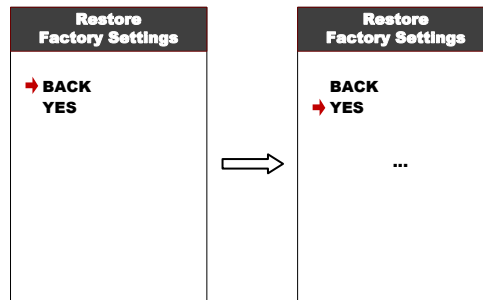 Restore
Factory Settings
BACK
YES
Restore
Factory Settings
BACK
YES
...